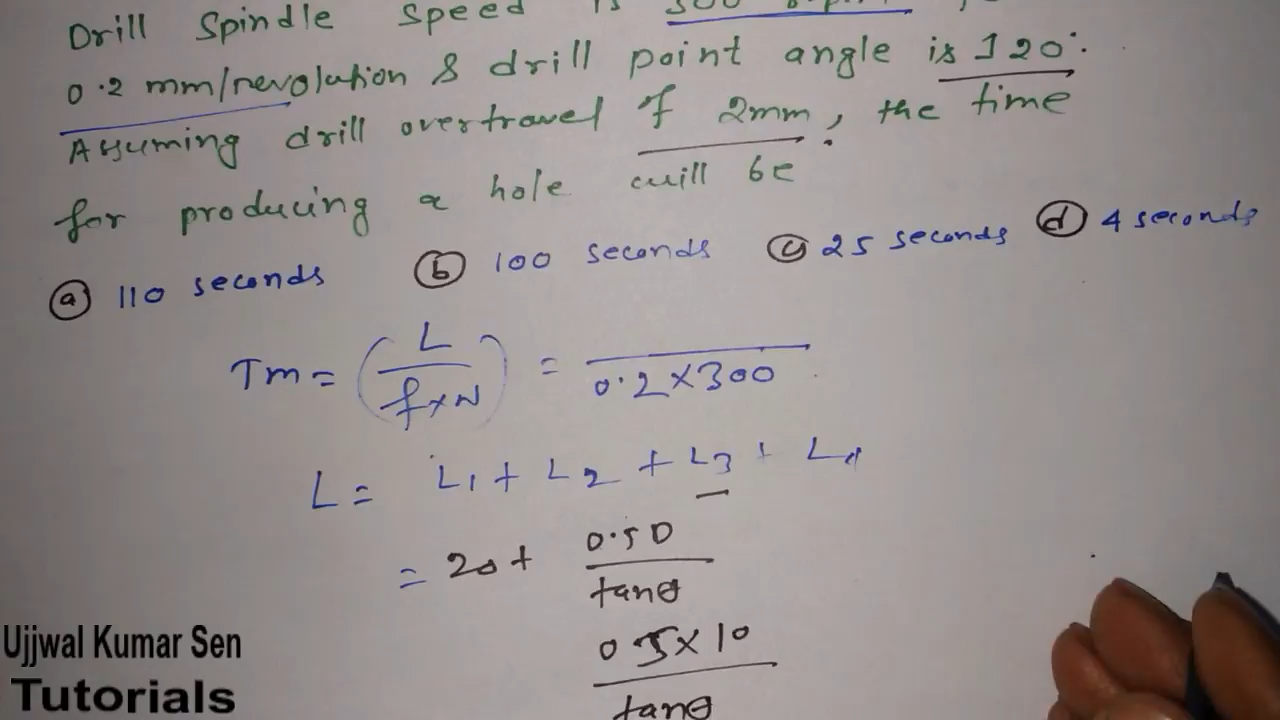 Drill Spindle Speed is 300
0.2 mm/revolution & drill point angle is 120°.
Assuming drill overtravel of 2mm, the time
for producing a hole will be
(a) 110 seconds (b) 100 seconds (c) 25 seconds (d) 4 seconds
Tm = (L / f×N) = / 0.2×300
L = L1 + L2 + L3 + L4
= 20 + 0.5D / tanθ
0.5×10 / tanθ
Ujjwal Kumar Sen
Tutorials